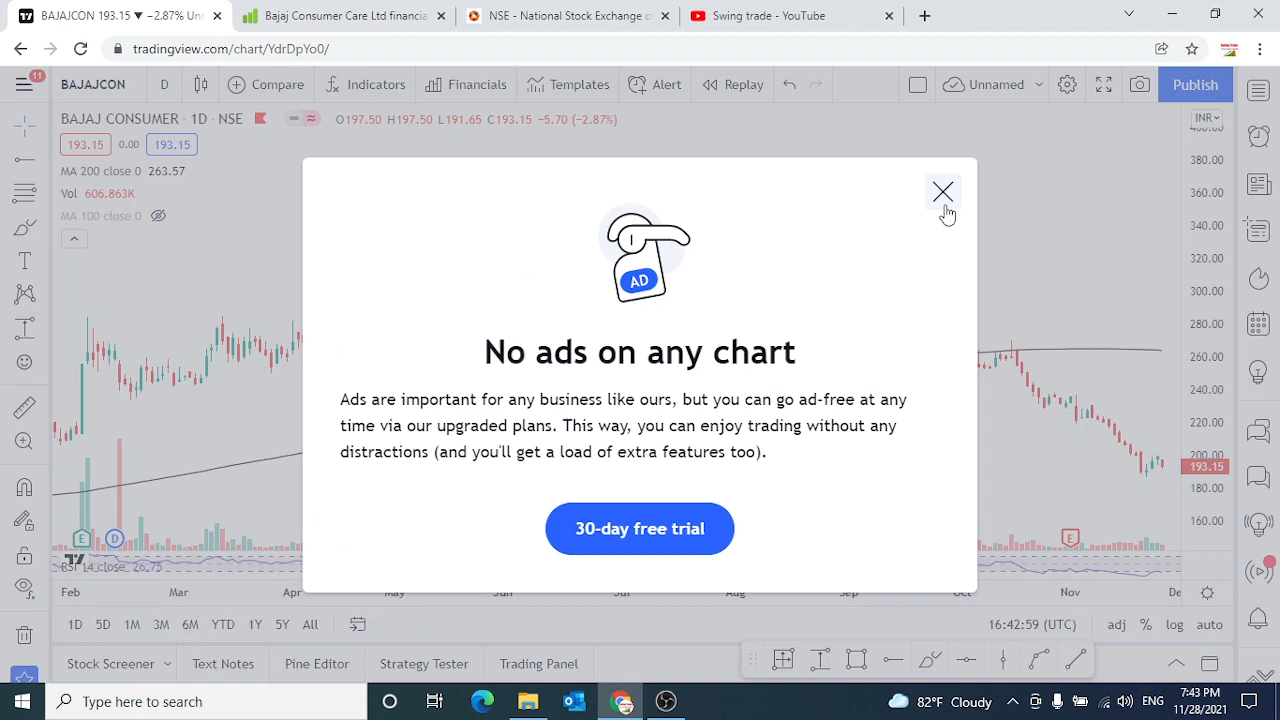 BAJAJCON 193.15 ▼ −2.87% Un
Bajaj Consumer Care Ltd financia
NSE - National Stock Exchange o
Swing trade - YouTube
tradingview.com/chart/YdrDpYo0/
11
BAJAJCON
D
Compare
Indicators
Financials
Templates
Alert
Replay
Unnamed
Publish
BAJAJ CONSUMER · 1D · NSE
O197.50 H197.50 L191.65 C193.15 −5.70 (−2.87%)
INR
193.15
0.00
193.15
MA 200 close 0 263.57
Vol 606.863K
MA 100 close 0
400.00
380.00
360.00
340.00
320.00
300.00
280.00
260.00
240.00
220.00
200.00
193.15
180.00
160.00
AD
No ads on any chart
Ads are important for any business like ours, but you can go ad-free at any
time via our upgraded plans. This way, you can enjoy trading without any
distractions (and you'll get a load of extra features too).
30-day free trial
E
D
E
RSI 14 close 26.75
Feb Mar Apr May Jun Jul Aug Sep Oct Nov De
1D 5D 1M 3M 6M YTD 1Y 5Y All
16:42:59 (UTC)
adj % log auto
Stock Screener
Text Notes
Pine Editor
Strategy Tester
Trading Panel
Type here to search
82°F Cloudy
ENG
7:43 PM
11/28/2021